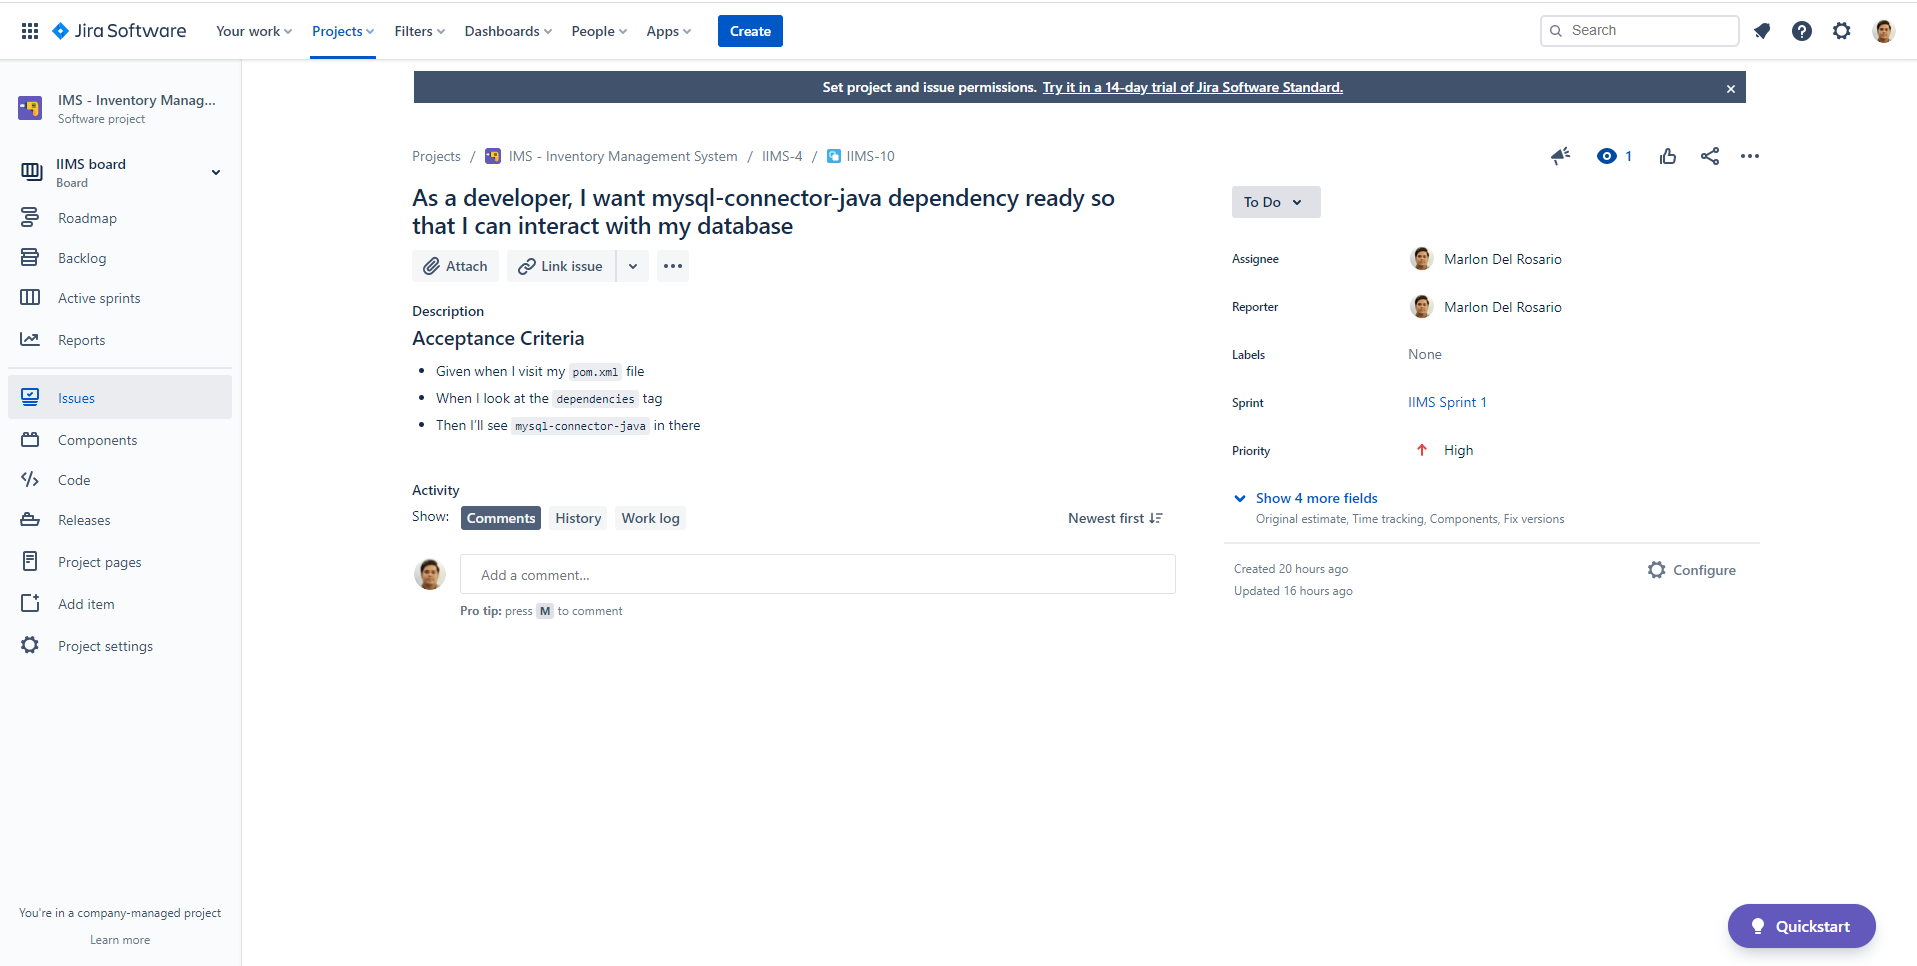 Jira Software
Your work
Projects
Filters
Dashboards
People
Apps
Create
Search
IMS - Inventory Manag...
Software project
IIMS board
Board
Roadmap
Backlog
Active sprints
Reports
Issues
Components
Code
Releases
Project pages
Add item
Project settings
You're in a company-managed project
Learn more
Set project and issue permissions. Try it in a 14-day trial of Jira Software Standard.
Projects / IMS - Inventory Management System / IIMS-4 / IIMS-10
1
As a developer, I want mysql-connector-java dependency ready so
that I can interact with my database
Attach
Link issue
Description
Acceptance Criteria
Given when I visit my pom.xml file
When I look at the dependencies tag
Then I'll see mysql-connector-java in there
Activity
Show: Comments History Work log
Newest first
Add a comment...
Pro tip: press M to comment
To Do
Assignee
Marlon Del Rosario
Reporter
Marlon Del Rosario
Labels
None
Sprint
IIMS Sprint 1
Priority
High
Show 4 more fields
Original estimate, Time tracking, Components, Fix versions
Created 20 hours ago
Updated 16 hours ago
Configure
Quickstart